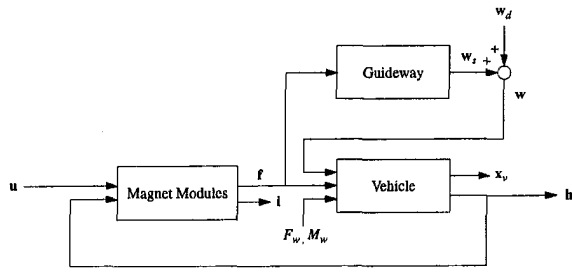 w_d
w_s
+
+
Guideway
w
u
Magnet Modules
f
i
Vehicle
x_v
h
F_w, M_w